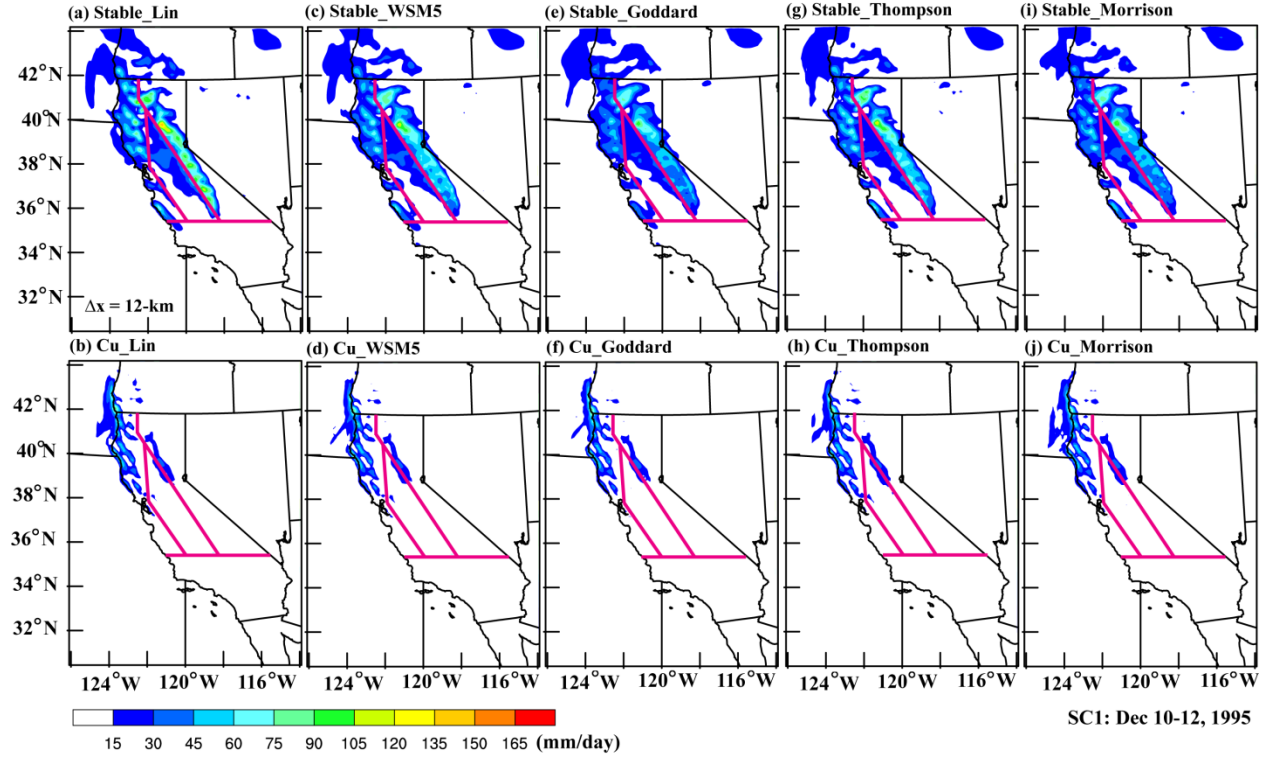 (a) Stable_Lin
(c) Stable_WSM5
(e) Stable_Goddard
(g) Stable_Thompson
(i) Stable_Morrison
42°N
40°N
38°N
36°N
34°N
32°N
Δx = 12-km
(b) Cu_Lin
(d) Cu_WSM5
(f) Cu_Goddard
(h) Cu_Thompson
(j) Cu_Morrison
42°N
40°N
38°N
36°N
34°N
32°N
124°W 120°W 116°W
124°W 120°W 116°W
124°W 120°W 116°W
124°W 120°W 116°W
124°W 120°W 116°W
15 30 45 60 75 90 105 120 135 150 165 (mm/day)
SC1: Dec 10-12, 1995